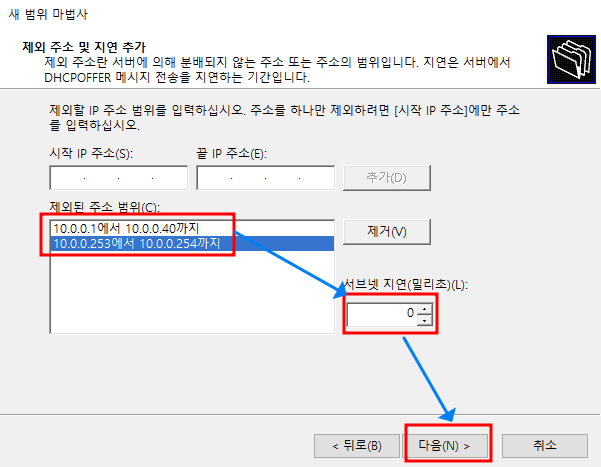 새 범위 마법사
제외 주소 및 지연 추가
제외 주소란 서버에 의해 분배되지 않는 주소 또는 주소의 범위입니다. 지연은 서버에서
DHCPOFFER 메시지 전송을 지연하는 기간입니다.
제외할 IP 주소 범위를 입력하십시오. 주소를 하나만 제외하려면 [시작 IP 주소]에만 주소
를 입력하십시오.
시작 IP 주소(S):
끝 IP 주소(E):
추가(D)
제외된 주소 범위(C):
10.0.0.1에서 10.0.0.40까지
10.0.0.253에서 10.0.0.254까지
제거(V)
서브넷 지연(밀리초)(L):
0
< 뒤로(B)
다음(N) >
취소